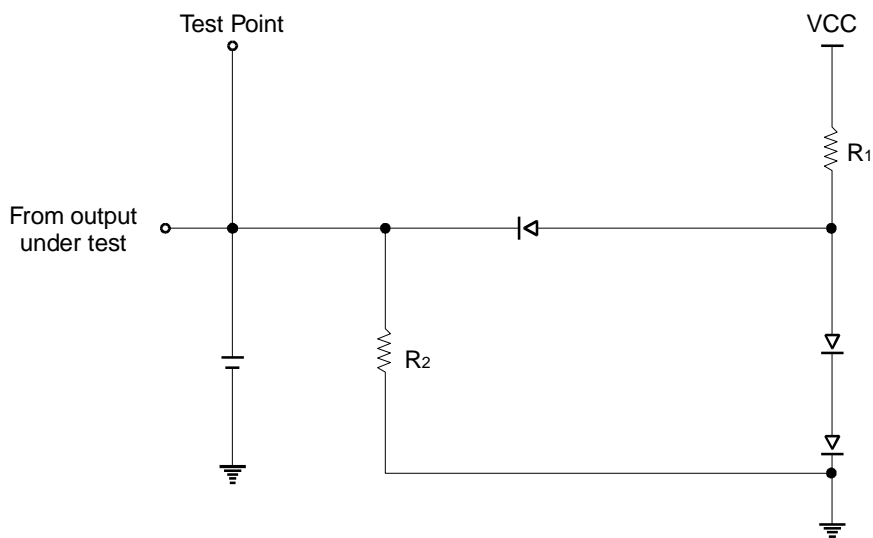 Test Point
VCC
R1
From output
under test
R2